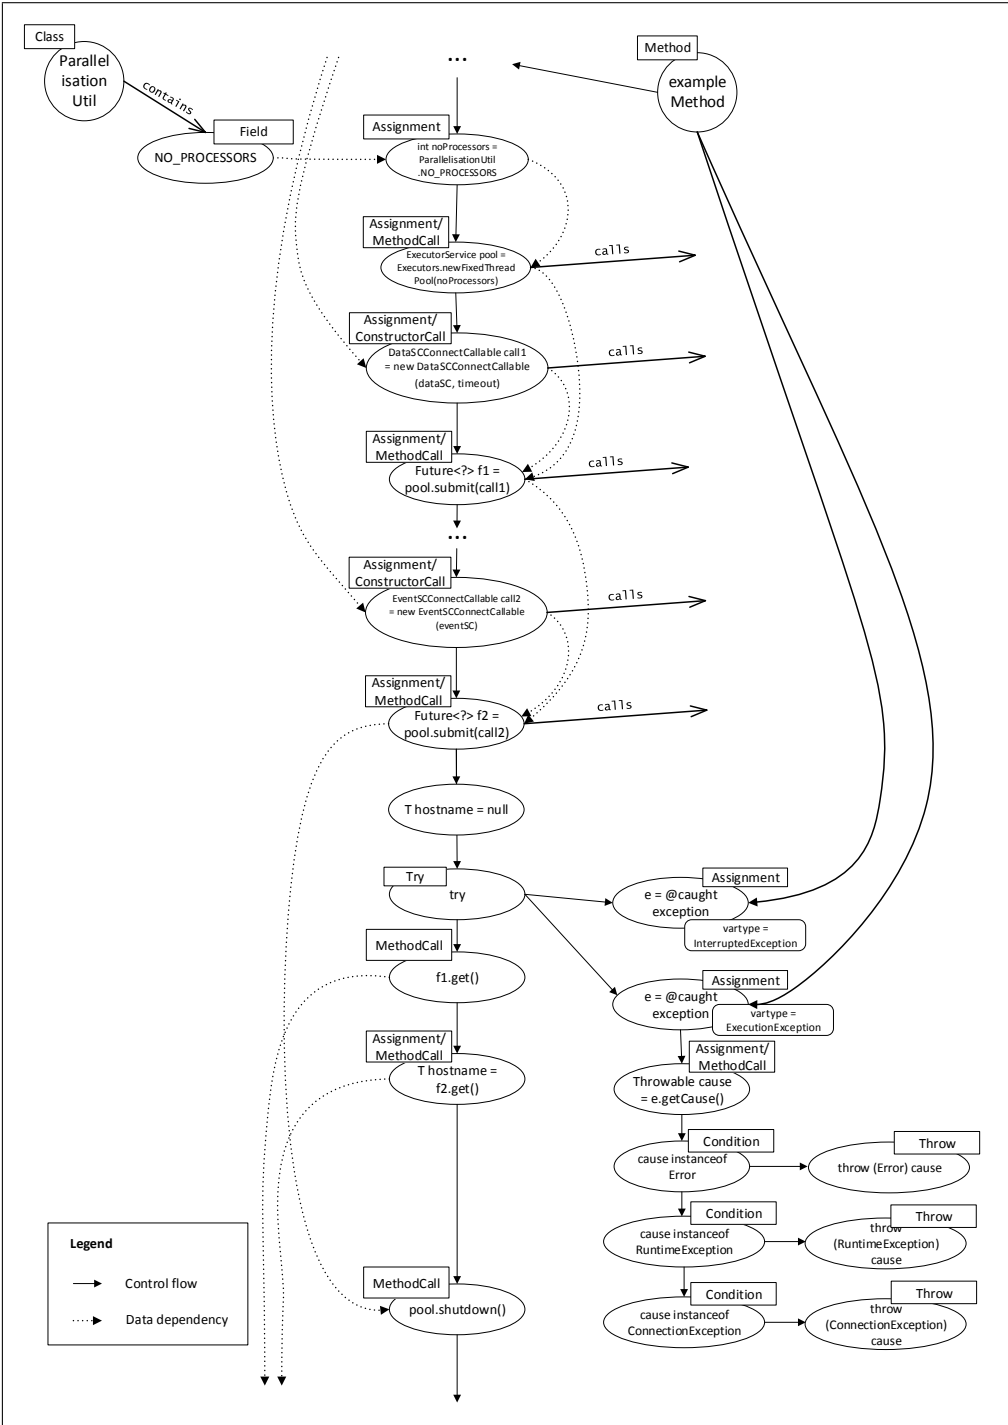 Class
Parallel
isation
Util
contains
Field
NO_PROCESSORS
...
Method
example
Method
Assignment
int noProcessors =
ParallelisationUtil
.NO_PROCESSORS
Assignment/
MethodCall
ExecutorService pool =
Executors.newFixedThread
Pool(noProcessors)
calls
Assignment/
ConstructorCall
DataSCConnectCallable call1
= new DataSCConnectCallable
(dataSC, timeout)
calls
Assignment/
MethodCall
Future<?> f1 =
pool.submit(call1)
calls
...
Assignment/
ConstructorCall
EventSCConnectCallable call2
= new EventSCConnectCallable
(eventSC)
calls
Assignment/
MethodCall
Future<?> f2 =
pool.submit(call2)
calls
T hostname = null
Try
try
Assignment
e = @caught
exception
vartype =
InterruptedException
MethodCall
f1.get()
Assignment
e = @caught
exception
vartype =
ExecutionException
Assignment/
MethodCall
T hostname =
f2.get()
Assignment/
MethodCall
Throwable cause
= e.getCause()
Condition
cause instanceof
Error
Throw
throw (Error) cause
Condition
cause instanceof
RuntimeException
Throw
throw
(RuntimeException)
cause
MethodCall
pool.shutdown()
Condition
cause instanceof
ConnectionException
Throw
throw
(ConnectionException)
cause
Legend
Control flow
Data dependency